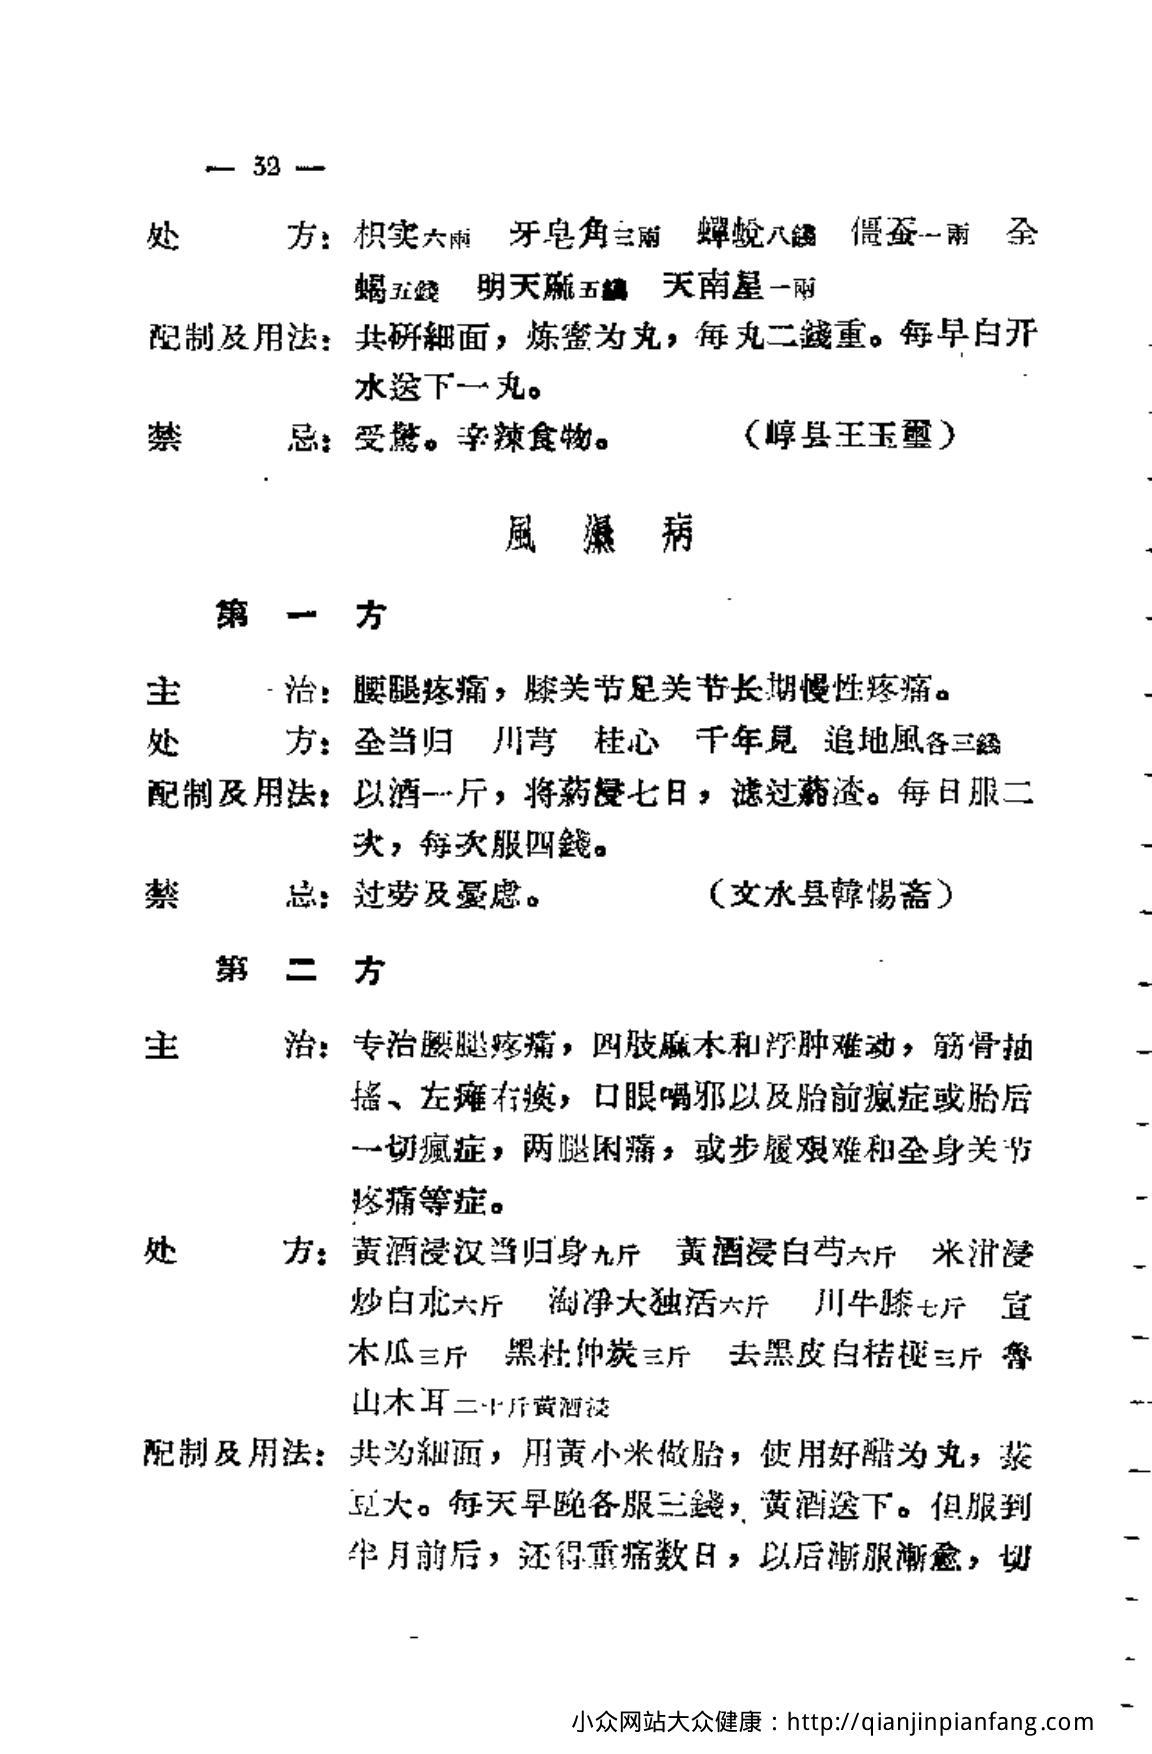 — 32 —
处 方：枳实六兩 牙皂角三兩 蟬蛻八錢 僵蚕一兩 全
蝎五錢 明天麻五錢 天南星一兩
配制及用法：共研細面，炼蜜为丸，每丸二錢重。每早白开
水送下一丸。
禁 忌：受驚。辛辣食物。 （崞县王玉璽）
風 濕 病
第 一 方
主 治：腰腿疼痛，膝关节足关节长期慢性疼痛。
处 方：全当归 川芎 桂心 千年見 追地風各三錢
配制及用法：以酒一斤，将药浸七日，滤过药渣。每日服二
次，每次服四錢。
禁 忌：过劳及憂虑。 （文水县韓惕斋）
第 二 方
主 治：专治腰腿疼痛，四肢麻木和浮肿难动，筋骨抽
搐、左瘫右瘓，口眼喎邪以及胎前瘋症或胎后
一切瘋症，两腿困痛，或步履艰难和全身关节
疼痛等症。
处 方：黃酒浸汉当归身九斤 黃酒浸白芍六斤 米泔浸
炒白朮六斤 淘净大独活六斤 川牛膝七斤 宣
木瓜三斤 黑杜仲炭三斤 去黑皮白桔梗三斤 魯
山木耳二十斤黃酒浸
配制及用法：共为細面，用黃小米做胎，使用好醋为丸，菉
豆大。每天早晚各服三錢，黃酒送下。但服到
半月前后，还得重痛数日，以后漸服漸愈，切
小众网站大众健康：http://qianjinpianfang.com